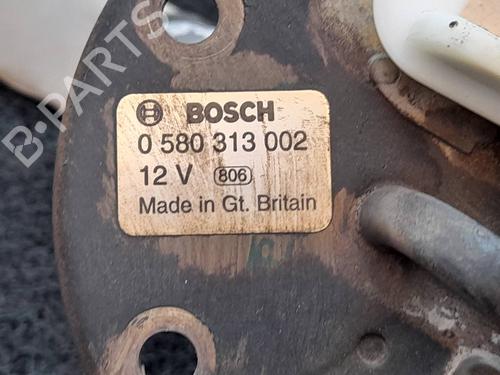 B-PARTS
BOSCH
0 580 313 002
12 V 806
Made in Gt. Britain